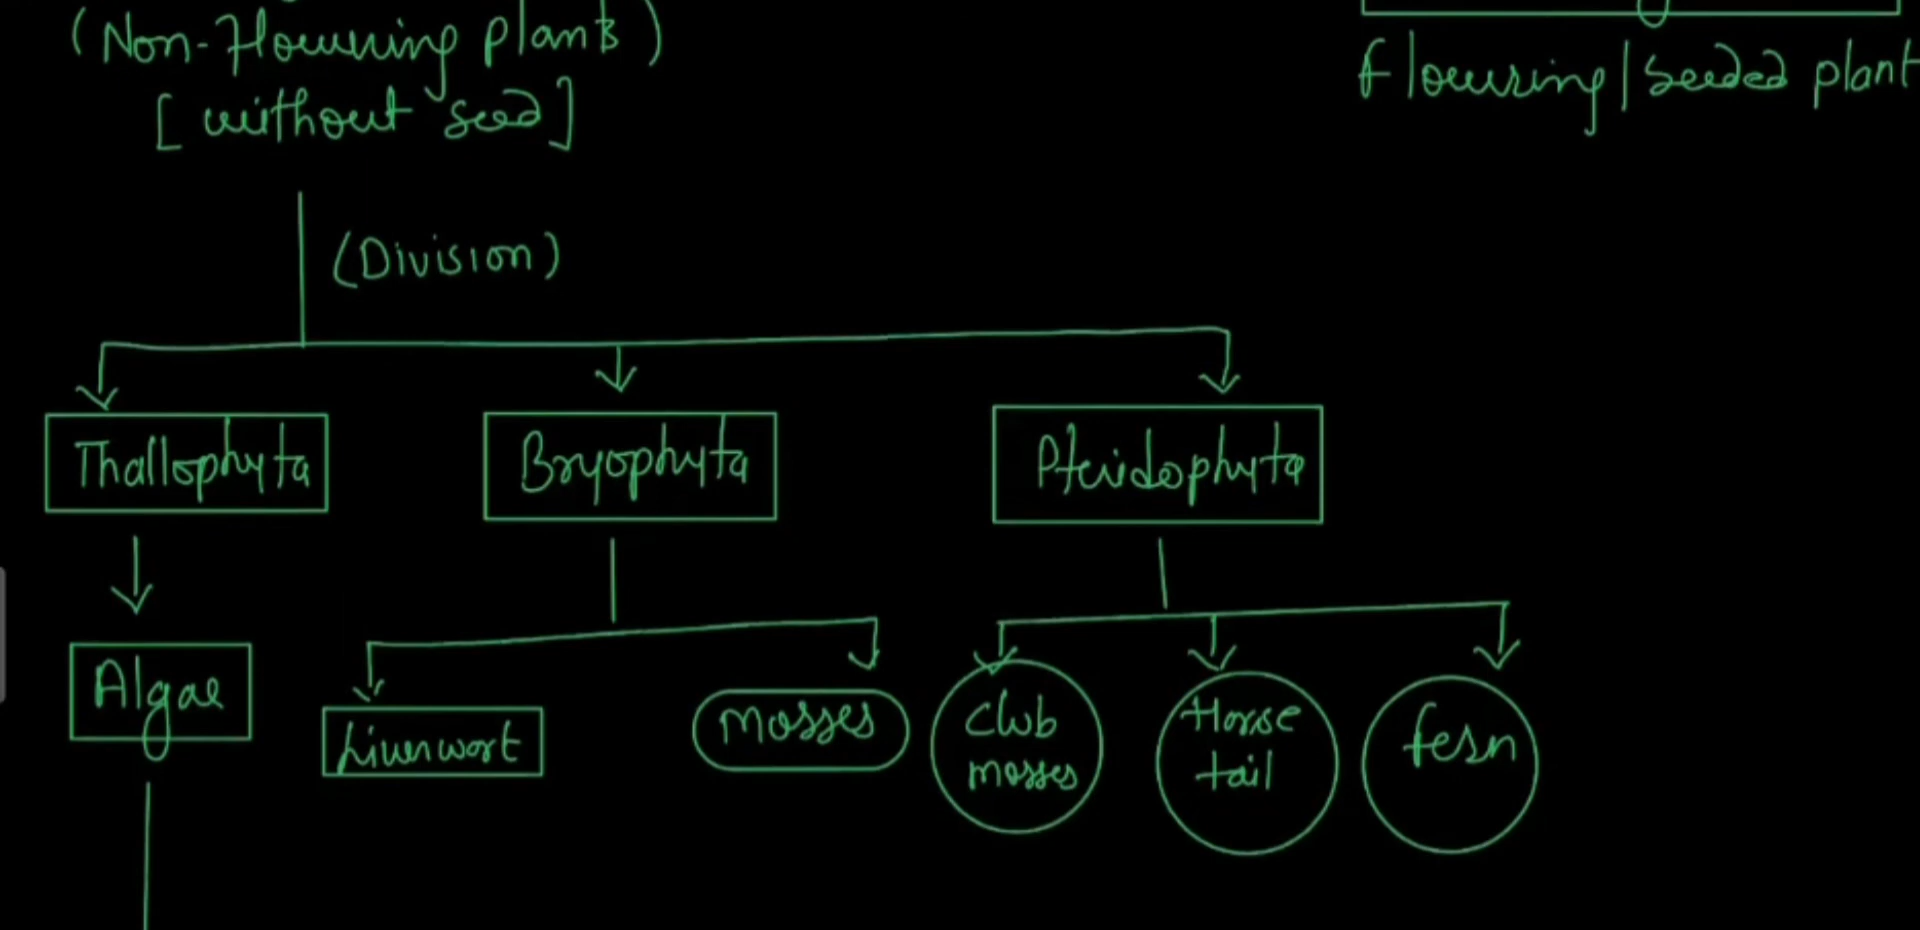 (Non-Flowering plants)
[without seed]
Flowering/seeded plant
(Division)
Thallophyta
Bryophyta
Pteridophyta
Algae
Liverwort
mosses
Club
mosses
Horse
tail
fern